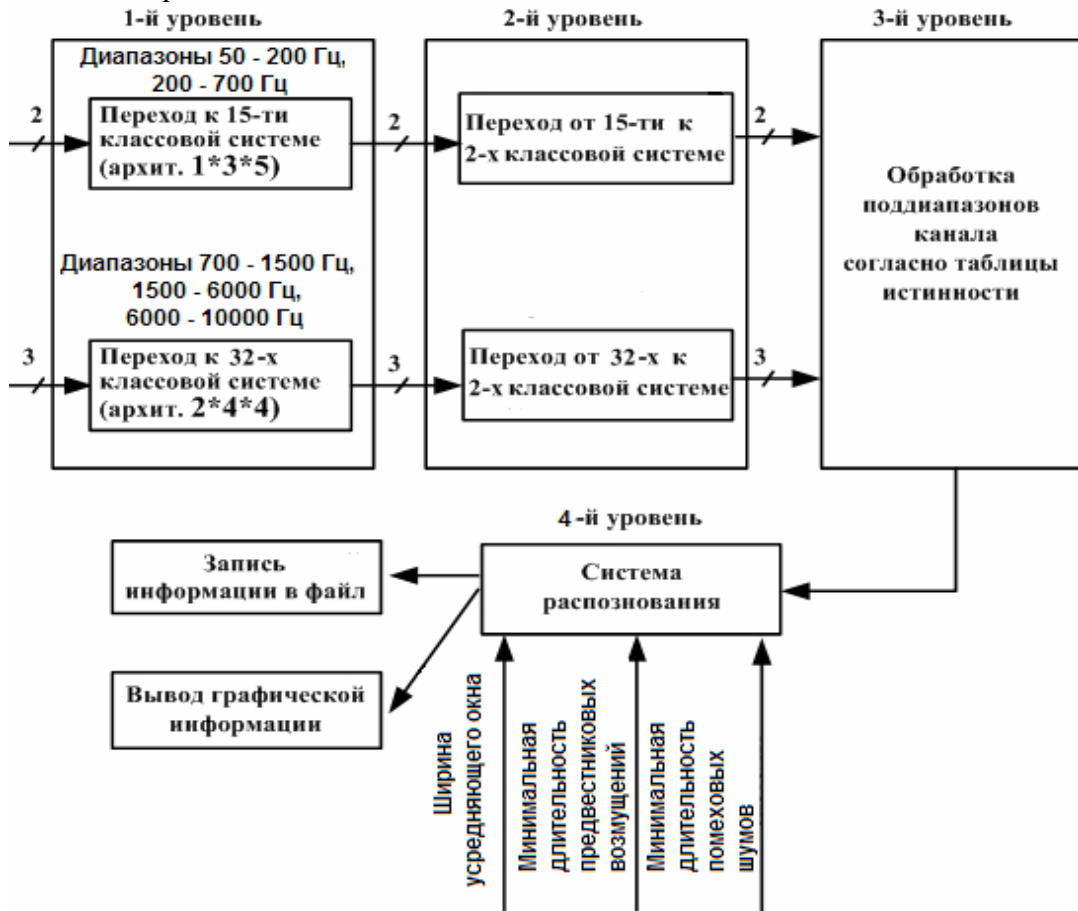 1-й уровень
2-й уровень
3-й уровень
Диапазоны 50 - 200 Гц,
200 - 700 Гц
2
Переход к 15-ти
классовой системе
(архит. 1*3*5)
2
Переход от 15-ти к
2-х классовой системе
2
Диапазоны 700 - 1500 Гц,
1500 - 6000 Гц,
6000 - 10000 Гц
3
Переход к 32-х
классовой системе
(архит. 2*4*4)
3
Переход от 32-х к
2-х классовой системе
3
Обработка
поддиапазонов
канала
согласно таблицы
истинности
4-й уровень
Система
распознования
Запись
информации в файл
Вывод графической
информации
Ширина
усредняющего окна
Минимальная
длительность
предвестниковых
возмущений
Минимальная
длительность
помеховых
шумов